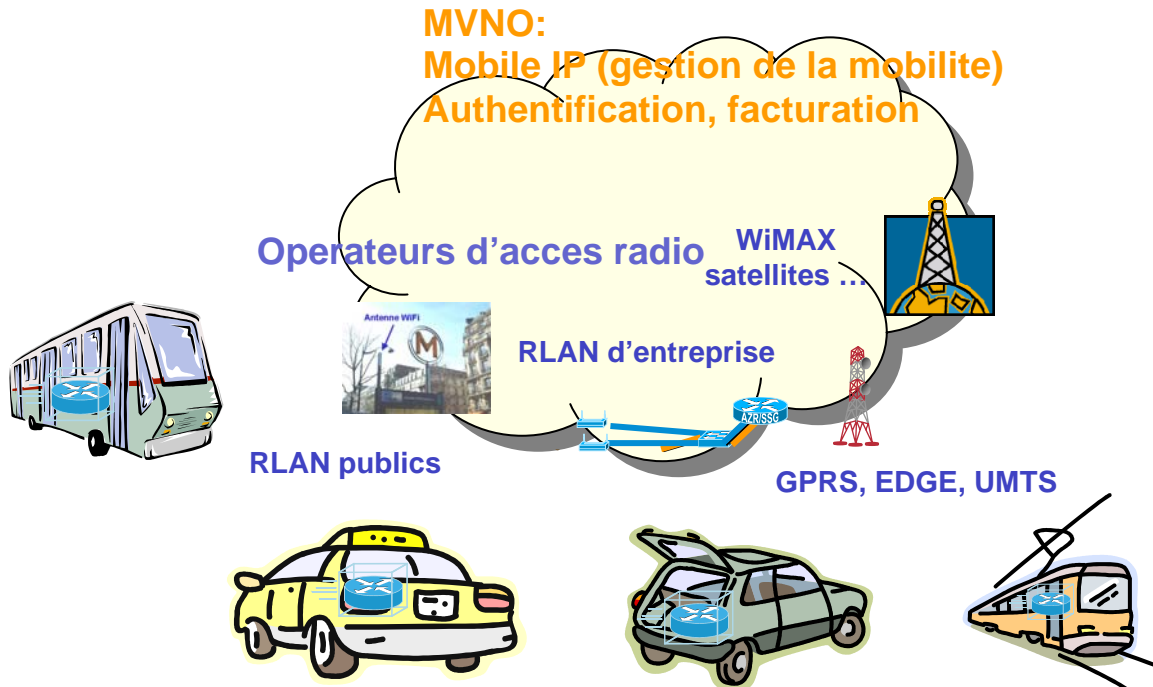 MVNO:
Mobile IP (gestion de la mobilite)
Authentification, facturation
Operateurs d'acces radio
WiMAX
satellites …
Antenne WiFi
M
RLAN d'entreprise
AZR/SSG
RLAN publics
GPRS, EDGE, UMTS